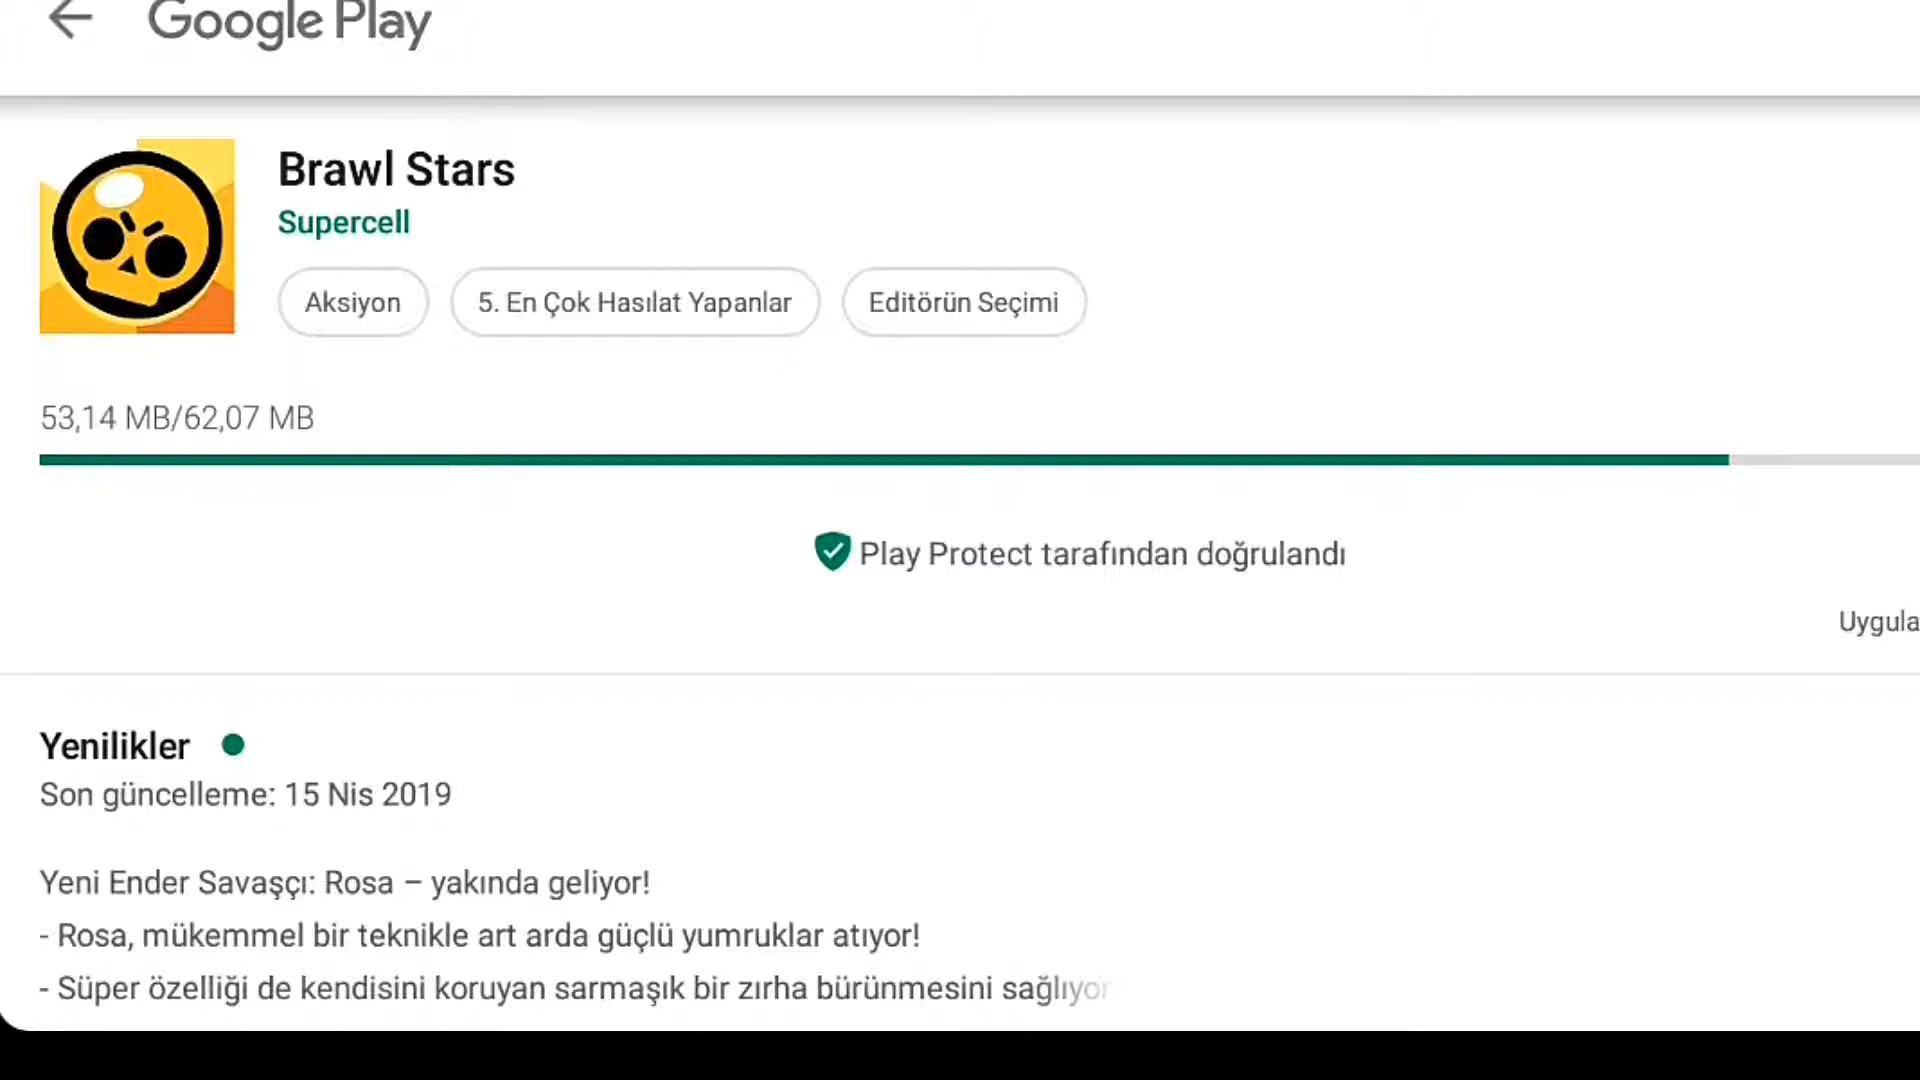 Google Play
Brawl Stars
Supercell
Aksiyon
5. En Çok Hasılat Yapanlar
Editörün Seçimi
53,14 MB/62,07 MB
Play Protect tarafından doğrulandı
Uygula
Yenilikler
Son güncelleme: 15 Nis 2019
Yeni Ender Savaşçı: Rosa – yakında geliyor!
- Rosa, mükemmel bir teknikle art arda güçlü yumruklar atıyor!
- Süper özelliği de kendisini koruyan sarmaşık bir zırha bürünmesini sağlıyor